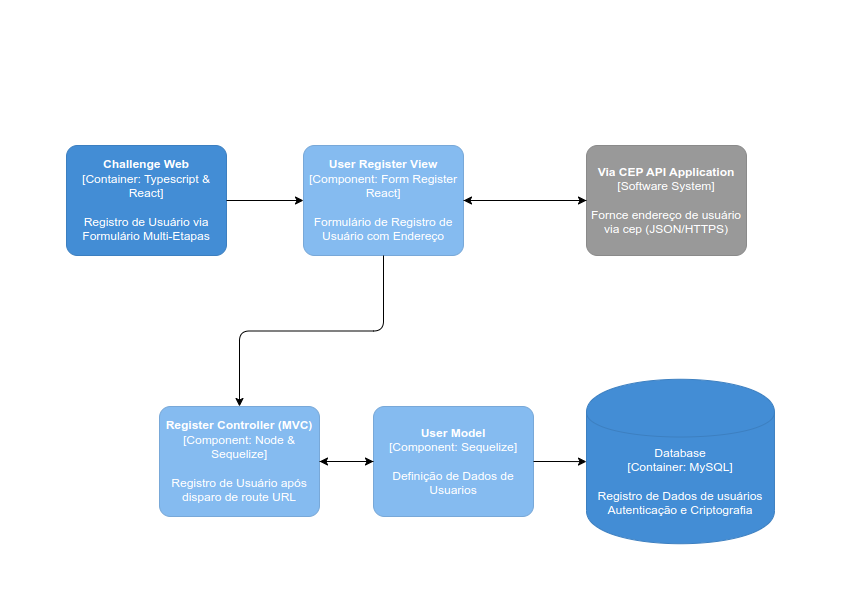 Challenge Web
[Container: Typescript &
React]
Registro de Usuário via
Formulário Multi-Etapas
User Register View
[Component: Form Register
React]
Formulário de Registro de
Usuário com Endereço
Via CEP API Application
[Software System]
Fornce endereço de usuário
via cep (JSON/HTTPS)
Register Controller (MVC)
[Component: Node &
Sequelize]
Registro de Usuário após
disparo de route URL
User Model
[Component: Sequelize]
Definição de Dados de
Usuarios
Database
[Container: MySQL]
Registro de Dados de usuários
Autenticação e Criptografia